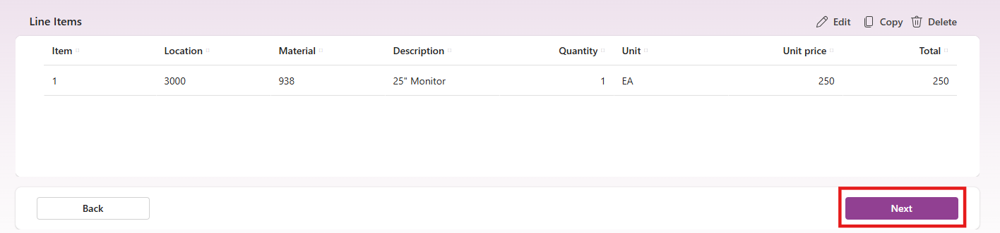 Line Items Edit Copy Delete
Item Location Material Description Quantity Unit Unit price Total
1 3000 938 25" Monitor 1 EA 250 250
Back Next